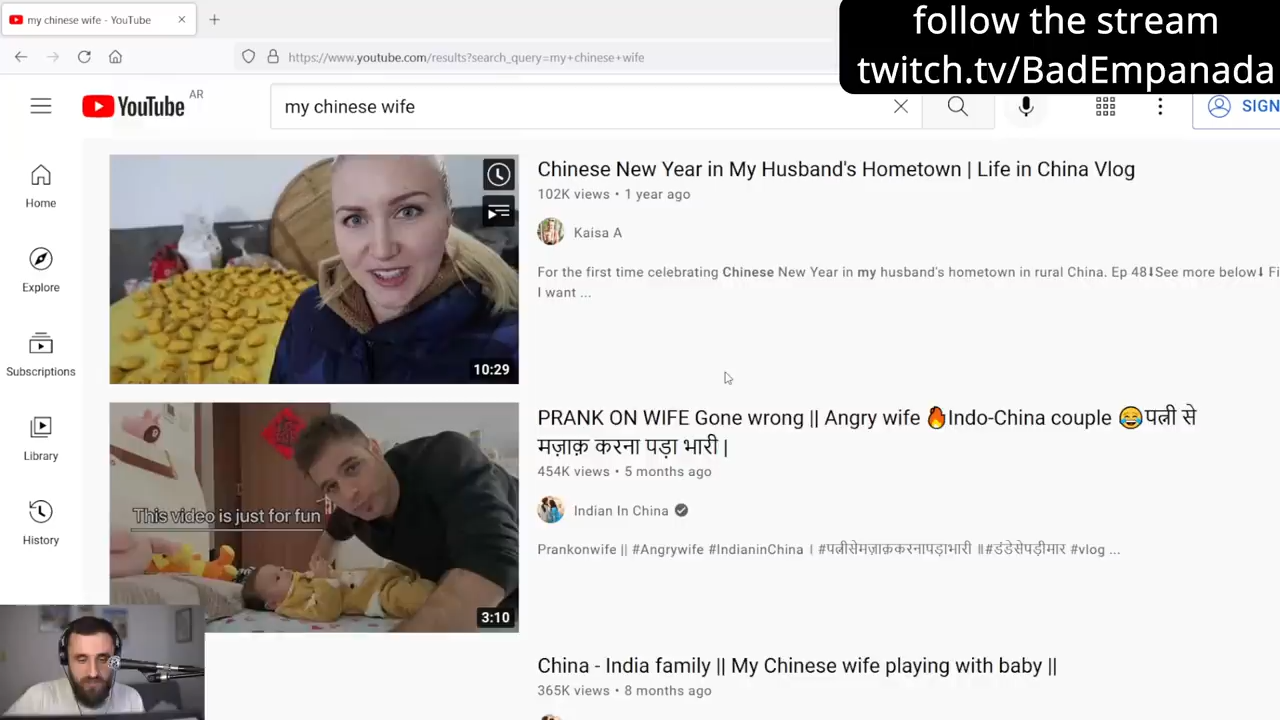 my chinese wife - YouTube
follow the stream
twitch.tv/BadEmpanada
https://www.youtube.com/results?search_query=my+chinese+wife
YouTube AR
my chinese wife
SIGN
Home
Explore
Subscriptions
Library
History
Chinese New Year in My Husband's Hometown | Life in China Vlog
102K views • 1 year ago
Kaisa A
For the first time celebrating Chinese New Year in my husband's hometown in rural China. Ep 48⬇See more below⬇ Fi
I want ...
10:29
PRANK ON WIFE Gone wrong || Angry wife 🔥Indo-China couple 😂पत्नी से
मज़ाक़ करना पड़ा भारी |
454K views • 5 months ago
Indian In China
Prankonwife || #Angrywife #IndianinChina । #पत्नीसेमज़ाक़करनापड़ाभारी ॥#डंडेसेपड़ीमार #vlog ...
This video is just for fun
3:10
China - India family || My Chinese wife playing with baby ||
365K views • 8 months ago